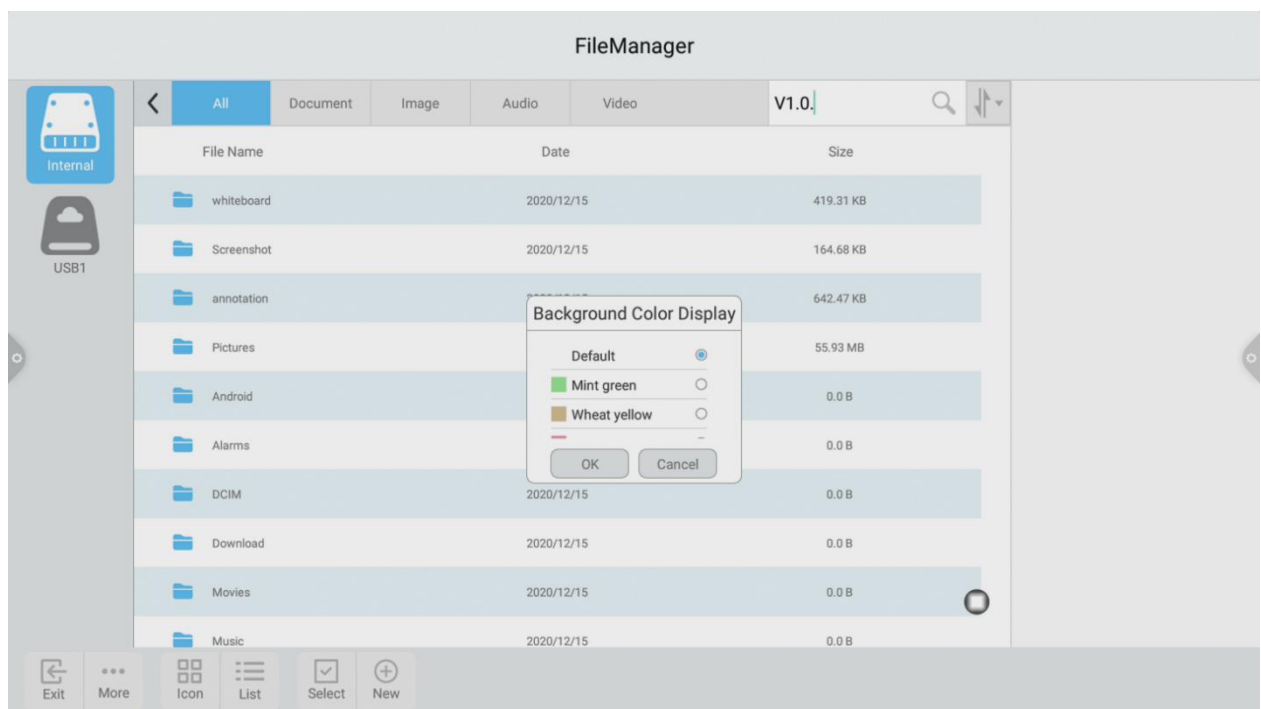 FileManager
Internal
USB1
All Document Image Audio Video V1.0.
File Name Date Size
whiteboard 2020/12/15 419.31 KB
Screenshot 2020/12/15 164.68 KB
annotation 642.47 KB
Pictures 55.93 MB
Android 0.0 B
Alarms 0.0 B
DCIM 2020/12/15 0.0 B
Download 2020/12/15 0.0 B
Movies 2020/12/15 0.0 B
Music 2020/12/15 0.0 B
Background Color Display
Default
Mint green
Wheat yellow
OK Cancel
Exit More Icon List Select New